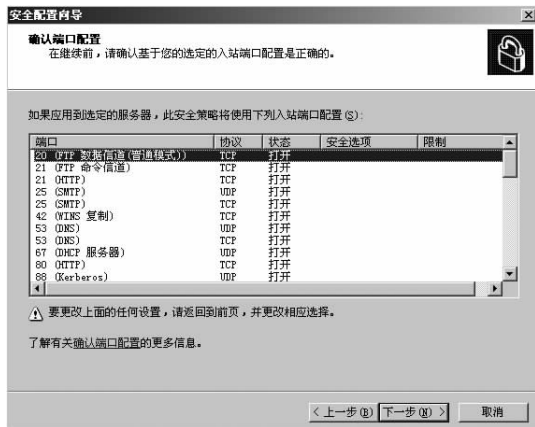 安全配置向导
确认端口配置
在继续前，请确认基于您的选定的入站端口配置是正确的。
如果应用到选定的服务器，此安全策略将使用下列入站端口配置(S):
端口 协议 状态 安全选项 限制
20 (FTP 数据信道(普通模式)) TCP 打开
21 (FTP 命令信道) TCP 打开
21 (HTTP) TCP 打开
25 (SMTP) UDP 打开
25 (SMTP) TCP 打开
42 (WINS 复制) TCP 打开
53 (DNS) UDP 打开
53 (DNS) TCP 打开
67 (DHCP 服务器) UDP 打开
80 (HTTP) TCP 打开
88 (Kerberos) UDP 打开
要更改上面的任何设置，请返回到前页，并更改相应选择。
了解有关确认端口配置的更多信息。
< 上一步(B) 下一步(N) > 取消